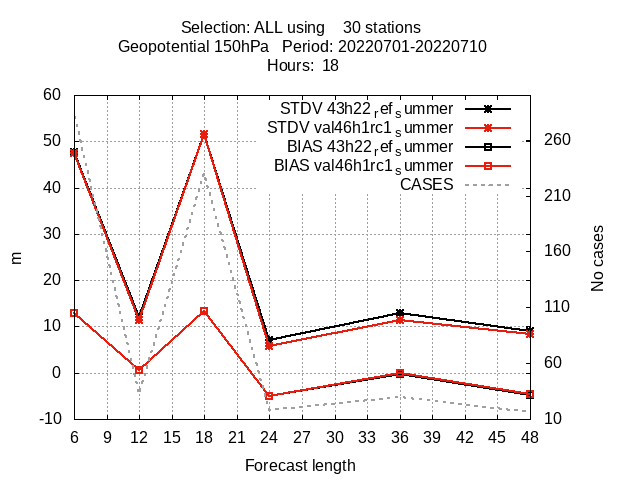 Selection: ALL using    30 stations
Geopotential 150hPa   Period: 20220701-20220710
Hours:  18
STDV 43h22_ref_summer
STDV val46h1rc1_summer
BIAS 43h22_ref_summer
BIAS val46h1rc1_summer
CASES
60
50
40
30
20
10
0
-10
m
260
210
160
110
60
10
No cases
6 9 12 15 18 21 24 27 30 33 36 39 42 45 48
Forecast length